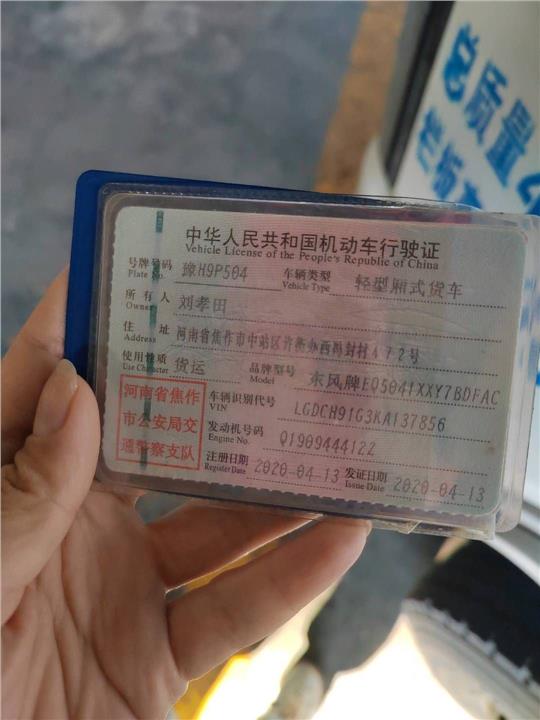 总质量4
栏板高
中华人民共和国机动车行驶证
Vehicle License of the People's Republic of China
号牌号码 豫H9P504 车辆类型 轻型厢式货车
Plate No. Vehicle Type
所有人 刘孝田
Owner
住址 河南省焦作市中站区许衡办西冯封村472号
Address
使用性质 货运 品牌型号 东风牌EQ5041XXY7BDFAC
Use Character Model
河南省焦作
市公安局交
通警察支队
车辆识别代号 LGDCH91G3KA137856
VIN
发动机号码 Q1909444122
Engine No.
注册日期 2020-04-13 发证日期 2020-04-13
Register Date Issue Date